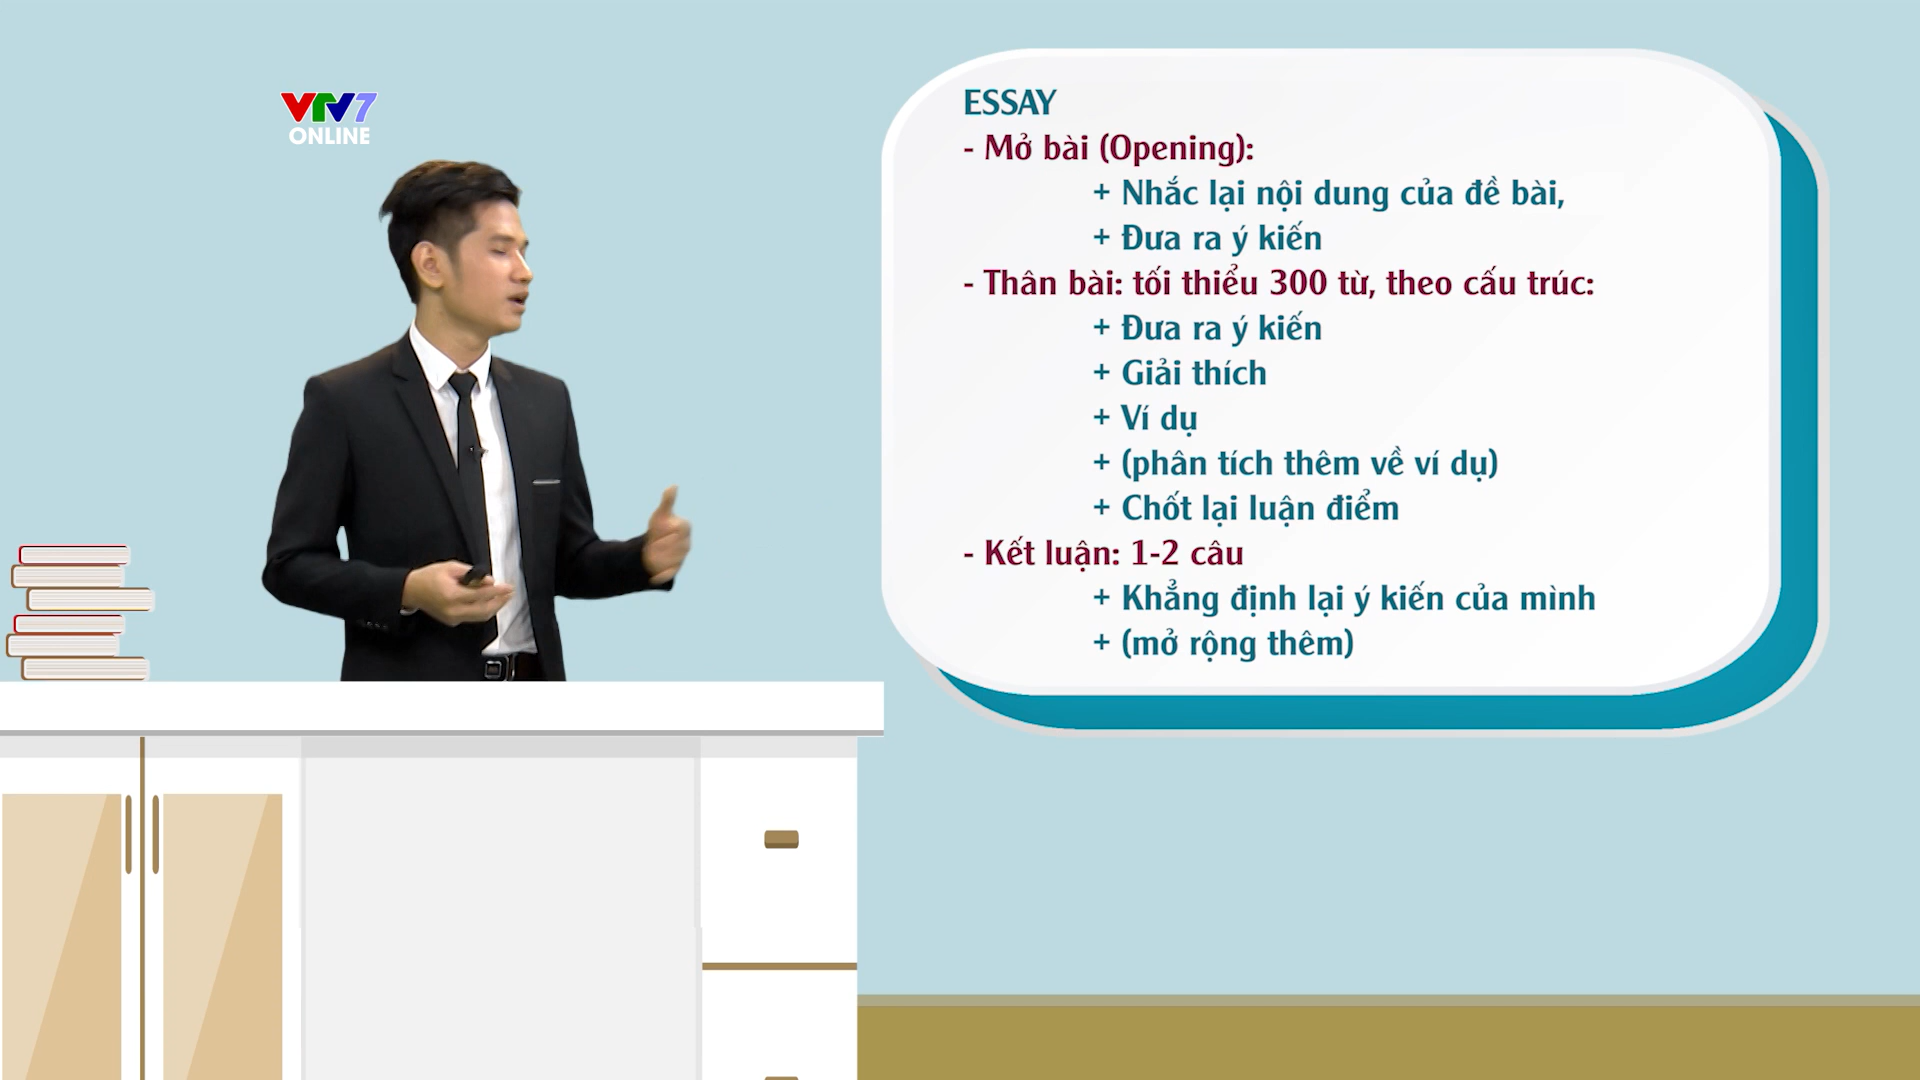 VTV7
ONLINE
ESSAY
- Mở bài (Opening):
+ Nhắc lại nội dung của đề bài,
+ Đưa ra ý kiến
- Thân bài: tối thiểu 300 từ, theo cấu trúc:
+ Đưa ra ý kiến
+ Giải thích
+ Ví dụ
+ (phân tích thêm về ví dụ)
+ Chốt lại luận điểm
- Kết luận: 1-2 câu
+ Khẳng định lại ý kiến của mình
+ (mở rộng thêm)